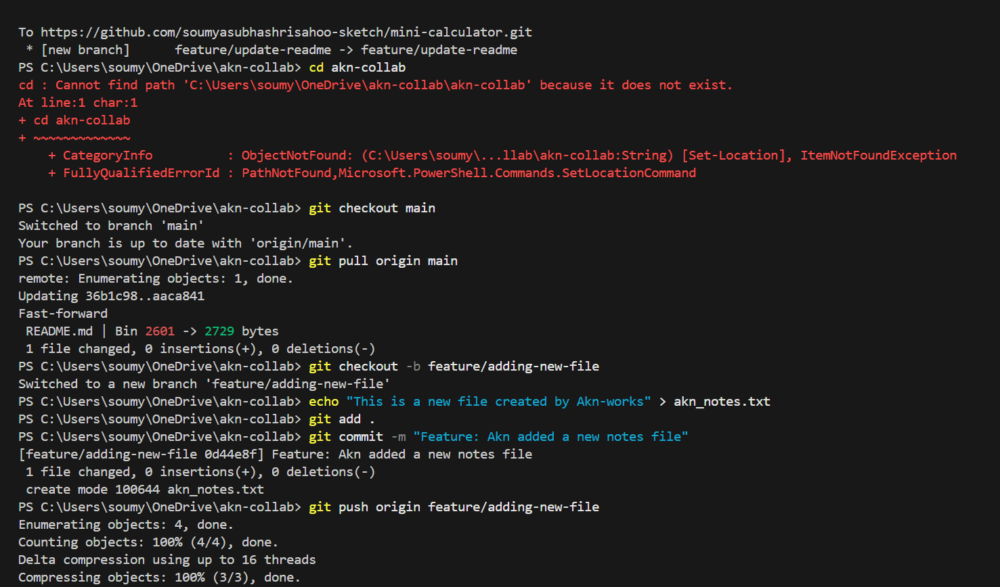 To https://github.com/soumyasubhashrisahoo-sketch/mini-calculator.git
 * [new branch]      feature/update-readme -> feature/update-readme
PS C:\Users\soumy\OneDrive\akn-collab> cd akn-collab
cd : Cannot find path 'C:\Users\soumy\OneDrive\akn-collab\akn-collab' because it does not exist.
At line:1 char:1
+ cd akn-collab
+ ~~~~~~~~~~~~~
    + CategoryInfo          : ObjectNotFound: (C:\Users\soumy\...llab\akn-collab:String) [Set-Location], ItemNotFoundException
    + FullyQualifiedErrorId : PathNotFound,Microsoft.PowerShell.Commands.SetLocationCommand

PS C:\Users\soumy\OneDrive\akn-collab> git checkout main
Switched to branch 'main'
Your branch is up to date with 'origin/main'.
PS C:\Users\soumy\OneDrive\akn-collab> git pull origin main
remote: Enumerating objects: 1, done.
Updating 36b1c98..aaca841
Fast-forward
 README.md | Bin 2601 -> 2729 bytes
 1 file changed, 0 insertions(+), 0 deletions(-)
PS C:\Users\soumy\OneDrive\akn-collab> git checkout -b feature/adding-new-file
Switched to a new branch 'feature/adding-new-file'
PS C:\Users\soumy\OneDrive\akn-collab> echo "This is a new file created by Akn-works" > akn_notes.txt
PS C:\Users\soumy\OneDrive\akn-collab> git add .
PS C:\Users\soumy\OneDrive\akn-collab> git commit -m "Feature: Akn added a new notes file"
[feature/adding-new-file 0d44e8f] Feature: Akn added a new notes file
 1 file changed, 0 insertions(+), 0 deletions(-)
 create mode 100644 akn_notes.txt
PS C:\Users\soumy\OneDrive\akn-collab> git push origin feature/adding-new-file
Enumerating objects: 4, done.
Counting objects: 100% (4/4), done.
Delta compression using up to 16 threads
Compressing objects: 100% (3/3), done.